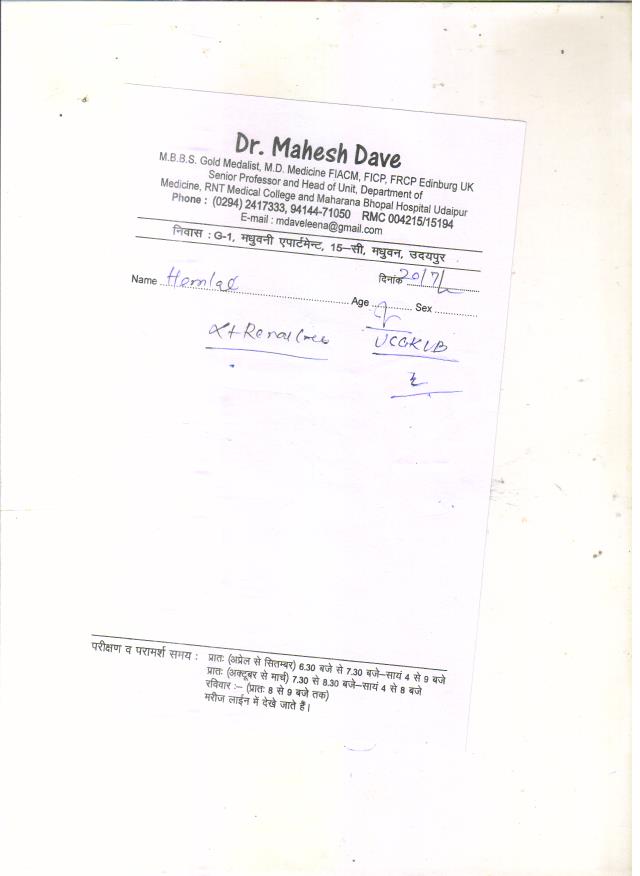 Dr. Mahesh Dave
M.B.B.S. Gold Medalist, M.D. Medicine FIACM, FICP, FRCP Edinburg UK
Senior Professor and Head of Unit, Department of
Medicine, RNT Medical College and Maharana Bhopal Hospital Udaipur
Phone : (0294) 2417333, 94144-71050 RMC 004215/15194
E-mail : mdaveleena@gmail.com
निवास : G-1, मधुवनी एपार्टमेन्ट, 15–सी, मधुवन, उदयपुर
दिनांक 20/7/
Name Hemlal Age Sex
परीक्षण व परामर्श समय : प्रातः (अप्रेल से सितम्बर) 6.30 बजे से 7.30 बजे–सायं 4 से 9 बजे
प्रातः (अक्टूबर से मार्च) 7.30 से 8.30 बजे–सायं 4 से 8 बजे
रविवार :– (प्रातः 8 से 9 बजे तक)
मरीज लाईन में देखे जाते हैं।